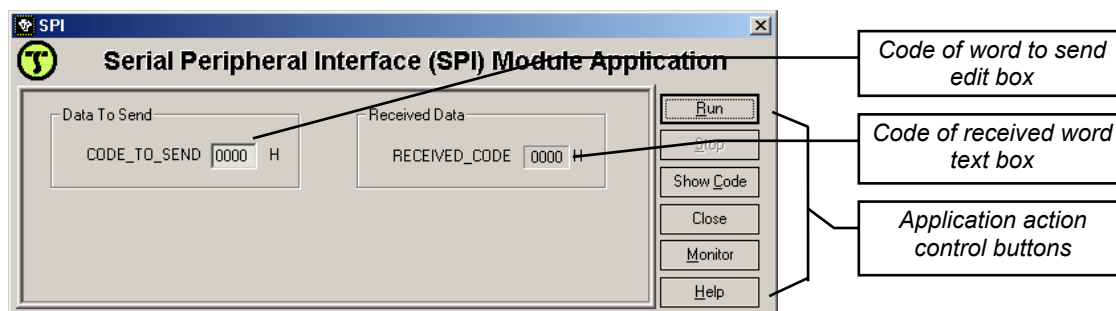 SPI
Serial Peripheral Interface (SPI) Module Application
Data To Send
CODE_TO_SEND 0000 H
Received Data
RECEIVED_CODE 0000 H
Run
Stop
Show Code
Close
Monitor
Help
Code of word to send
edit box
Code of received word
text box
Application action
control buttons